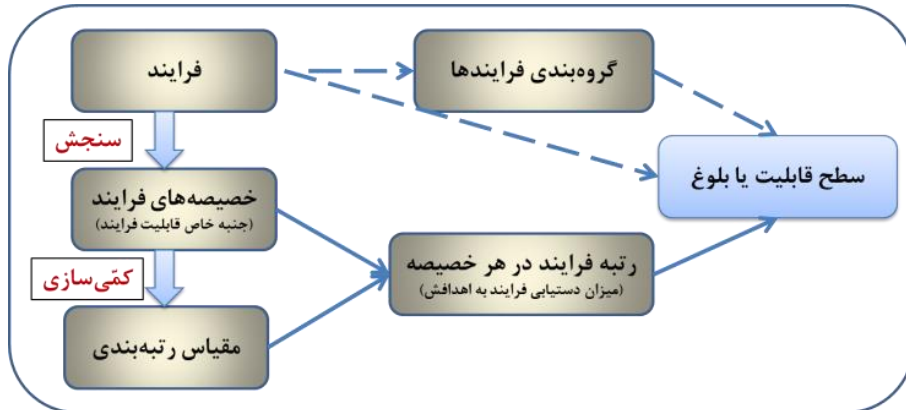 فرایند
گروه‌بندی فرایندها
سنجش
سطح قابلیت یا بلوغ
خصیصه‌های فرایند
(جنبه خاص قابلیت فرایند)
رتبه فرایند در هر خصیصه
(میزان دستیابی فرایند به اهدافش)
کمّی‌سازی
مقیاس رتبه‌بندی